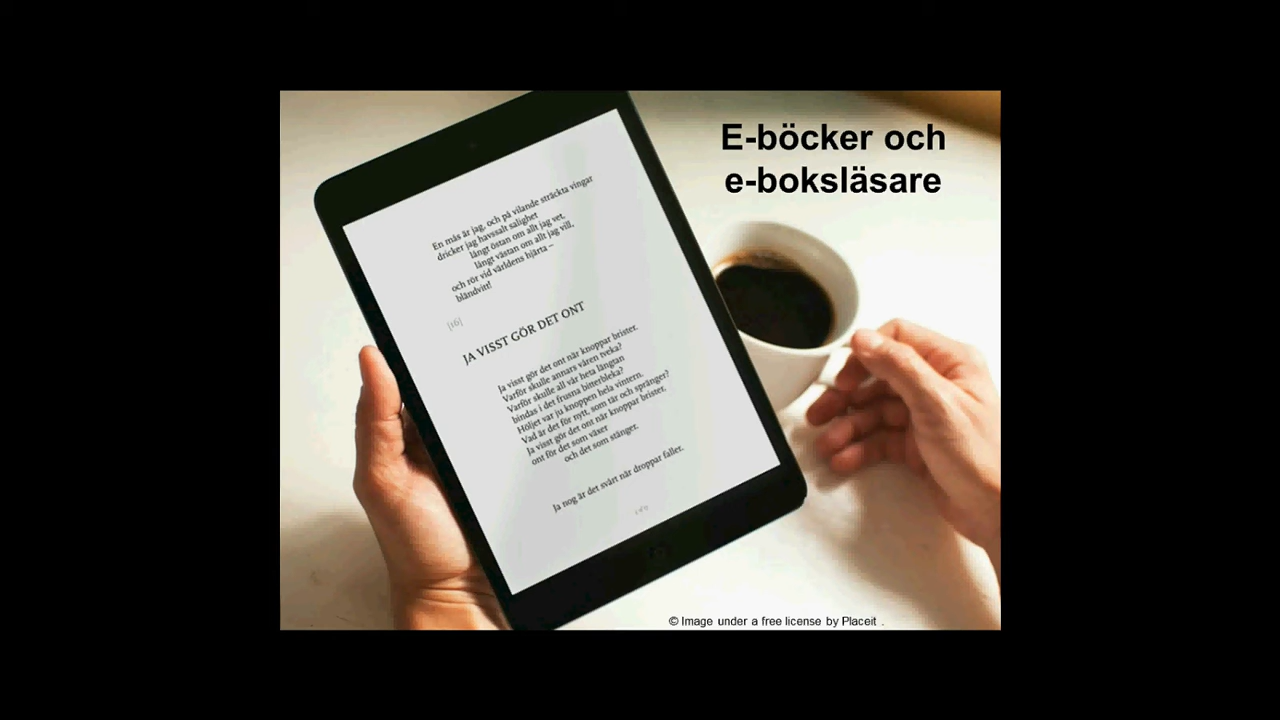 E-böcker och
e-boksläsare
En mås är jag, och på vilande sträckta vingar
dricker jag havssalt salighet
långt östan om allt jag vet,
långt västan om allt jag vill,
och rör vid världens hjärta –
bländvitt!
[16]
JA VISST GÖR DET ONT
Ja visst gör det ont när knoppar brister.
Varför skulle annars våren tveka?
Varför skulle all vår heta längtan
bindas i det frusna bitterbleka?
Höljet var ju knoppen hela vintern.
Vad är det för nytt, som tär och spränger?
Ja visst gör det ont när knoppar brister,
ont för det som växer
och det som stänger.
Ja nog är det svårt när droppar faller.
© Image under a free license by Placeit .